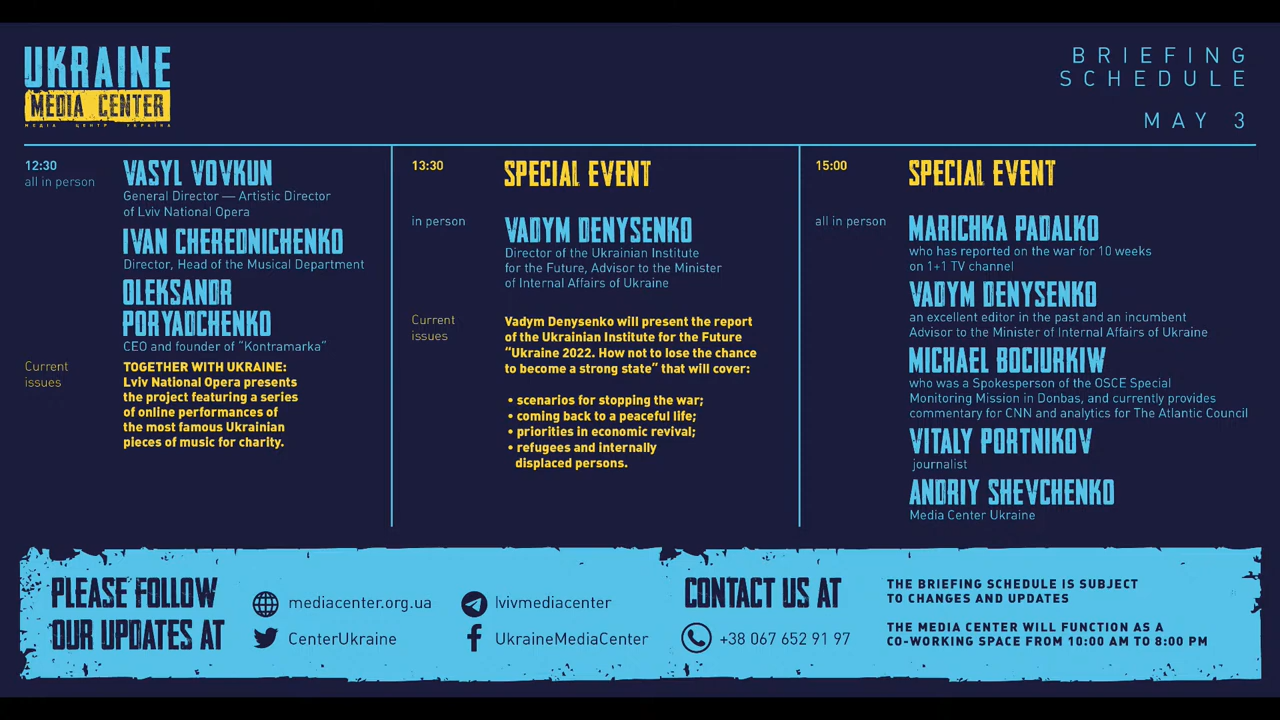 UKRAINE
MEDIA CENTER
МЕДІА ЦЕНТР УКРАЇНА
BRIEFING
SCHEDULE
MAY 3
12:30
all in person
VASYL VOVKUN
General Director — Artistic Director
of Lviv National Opera
IVAN CHEREDNICHENKO
Director, Head of the Musical Department
OLEKSANDR
PORYADCHENKO
CEO and founder of "Kontramarka"
Current
issues
TOGETHER WITH UKRAINE:
Lviv National Opera presents
the project featuring a series
of online performances of
the most famous Ukrainian
pieces of music for charity.
13:30
SPECIAL EVENT
in person
VADYM DENYSENKO
Director of the Ukrainian Institute
for the Future, Advisor to the Minister
of Internal Affairs of Ukraine
Current
issues
Vadym Denysenko will present the report
of the Ukrainian Institute for the Future
"Ukraine 2022. How not to lose the chance
to become a strong state" that will cover:
• scenarios for stopping the war;
• coming back to a peaceful life;
• priorities in economic revival;
• refugees and internally
displaced persons.
15:00
SPECIAL EVENT
all in person
MARICHKA PADALKO
who has reported on the war for 10 weeks
on 1+1 TV channel
VADYM DENYSENKO
an excellent editor in the past and an incumbent
Advisor to the Minister of Internal Affairs of Ukraine
MICHAEL BOCIURKIW
who was a Spokesperson of the OSCE Special
Monitoring Mission in Donbas, and currently provides
commentary for CNN and analytics for The Atlantic Council
VITALY PORTNIKOV
journalist
ANDRIY SHEVCHENKO
Media Center Ukraine
PLEASE FOLLOW
OUR UPDATES AT
mediacenter.org.ua
CenterUkraine
lvivmediacenter
UkraineMediaCenter
CONTACT US AT
+38 067 652 91 97
THE BRIEFING SCHEDULE IS SUBJECT
TO CHANGES AND UPDATES
THE MEDIA CENTER WILL FUNCTION AS A
CO-WORKING SPACE FROM 10:00 AM TO 8:00 PM